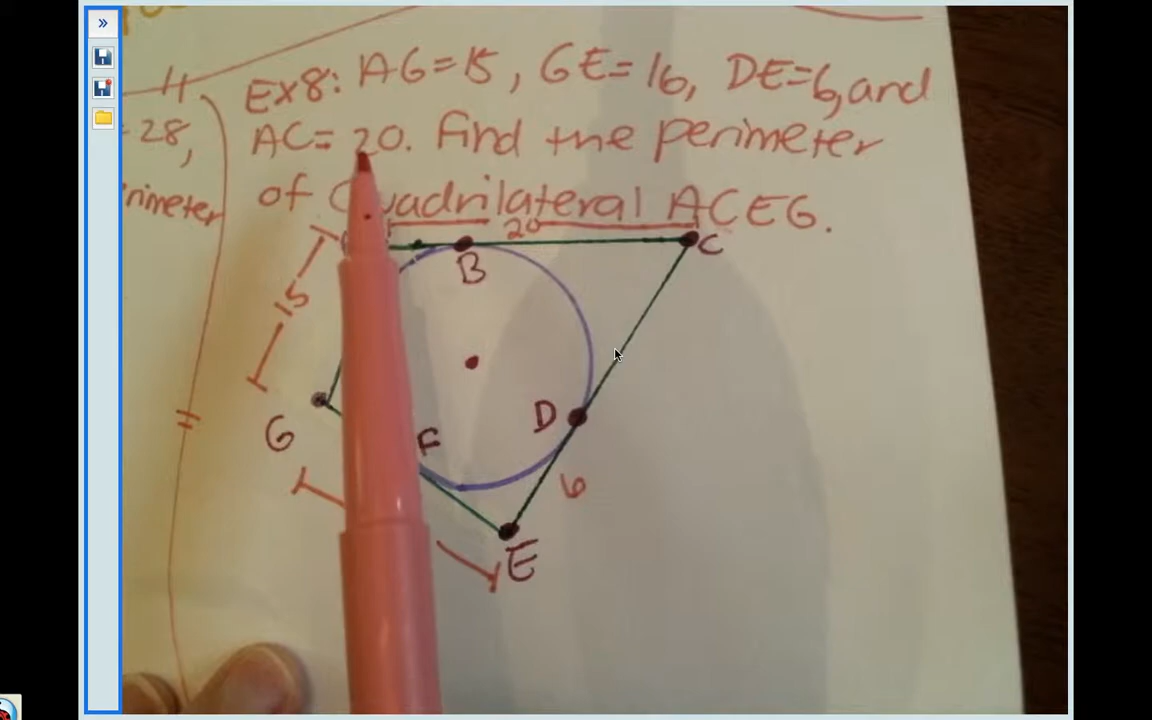 Ex8: AG=15, GE=16, DE=6, and
AC=20. Find the perimeter
of Quadrilateral ACEG.
28,
rimeter
20
B
C
15
G
F
D
6
E